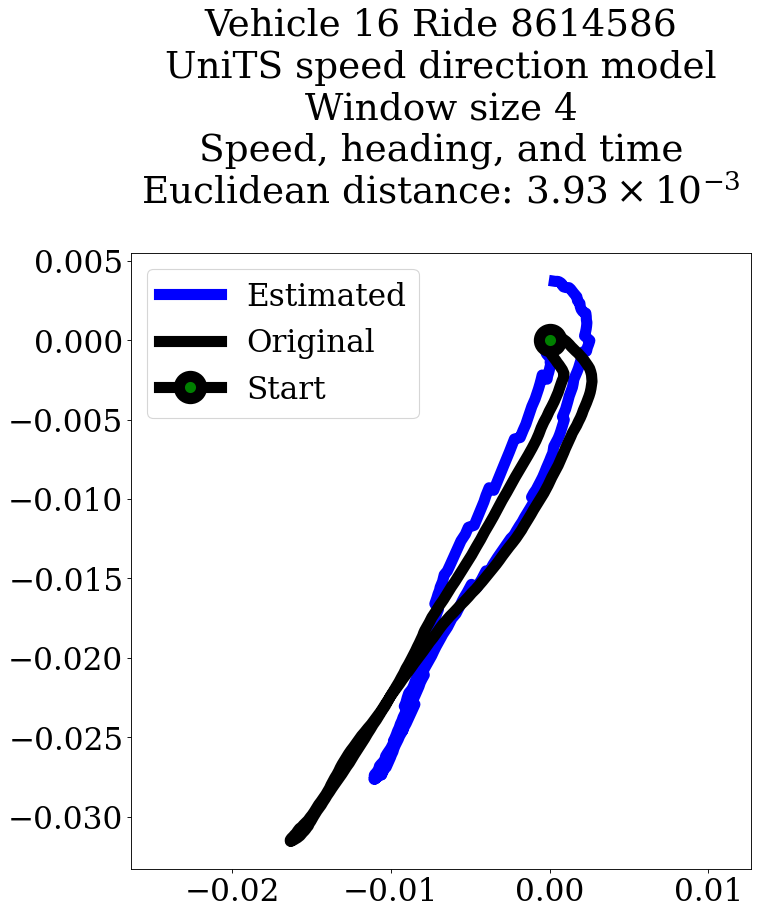 Vehicle 16 Ride 8614586
UniTS speed direction model
Window size 4
Speed, heading, and time
Euclidean distance: 3.93 × 10⁻³
0.005
Estimated
0.000
Original
Start
−0.005
−0.010
−0.015
−0.020
−0.025
−0.030
−0.02
−0.01
0.00
0.01